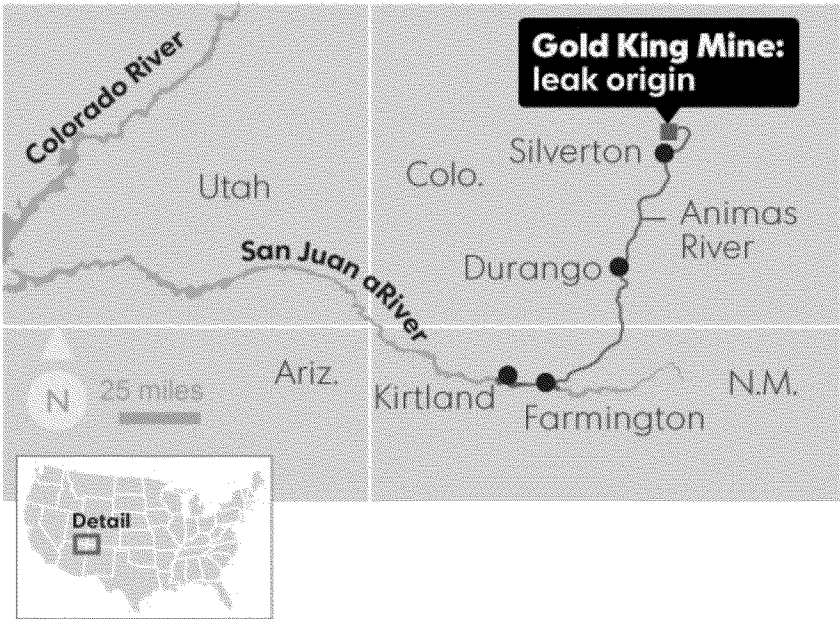 Gold King Mine:
leak origin
Colorado River
Silverton
Utah
Colo.
Animas
River
San Juan aRiver
Durango
Ariz.
N.M.
N
25 miles
Kirtland
Farmington
Detail